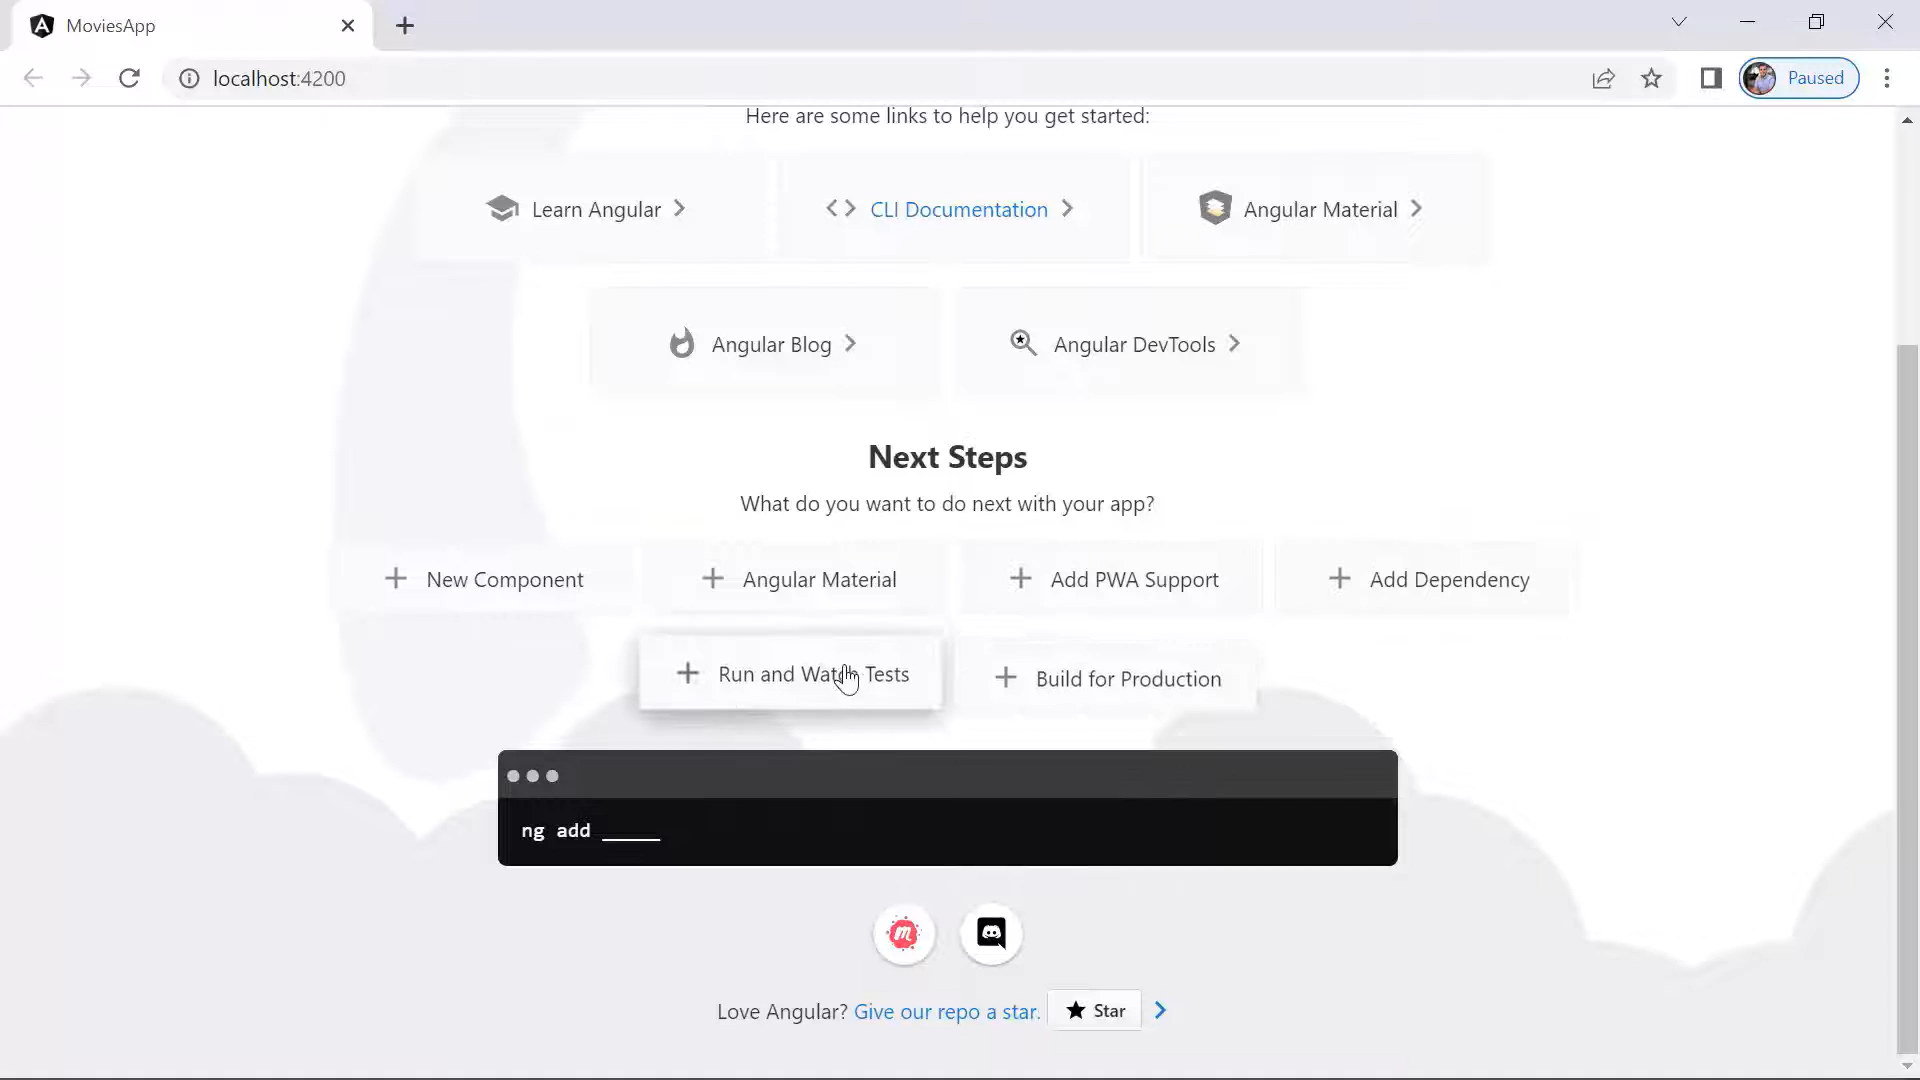 MoviesApp
localhost:4200
Paused
Here are some links to help you get started:
Learn Angular
CLI Documentation
Angular Material
Angular Blog
Angular DevTools
Next Steps
What do you want to do next with your app?
New Component
Angular Material
Add PWA Support
Add Dependency
Run and Watch Tests
Build for Production
ng add _____
Love Angular? Give our repo a star. Star